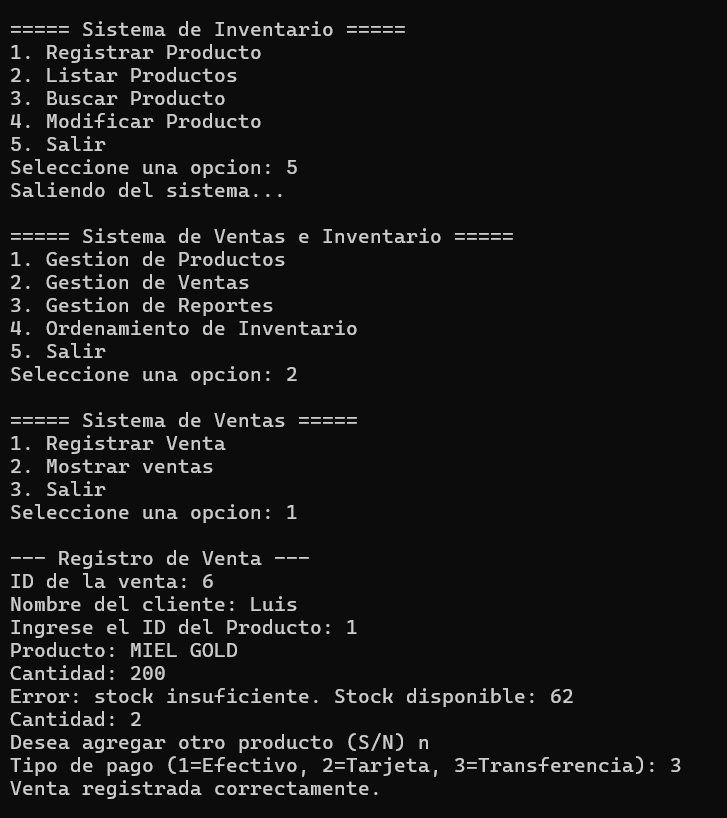 ===== Sistema de Inventario =====
1. Registrar Producto
2. Listar Productos
3. Buscar Producto
4. Modificar Producto
5. Salir
Seleccione una opcion: 5
Saliendo del sistema...
===== Sistema de Ventas e Inventario =====
1. Gestion de Productos
2. Gestion de Ventas
3. Gestion de Reportes
4. Ordenamiento de Inventario
5. Salir
Seleccione una opcion: 2
===== Sistema de Ventas =====
1. Registrar Venta
2. Mostrar ventas
3. Salir
Seleccione una opcion: 1
--- Registro de Venta ---
ID de la venta: 6
Nombre del cliente: Luis
Ingrese el ID del Producto: 1
Producto: MIEL GOLD
Cantidad: 200
Error: stock insuficiente. Stock disponible: 62
Cantidad: 2
Desea agregar otro producto (S/N) n
Tipo de pago (1=Efectivo, 2=Tarjeta, 3=Transferencia): 3
Venta registrada correctamente.